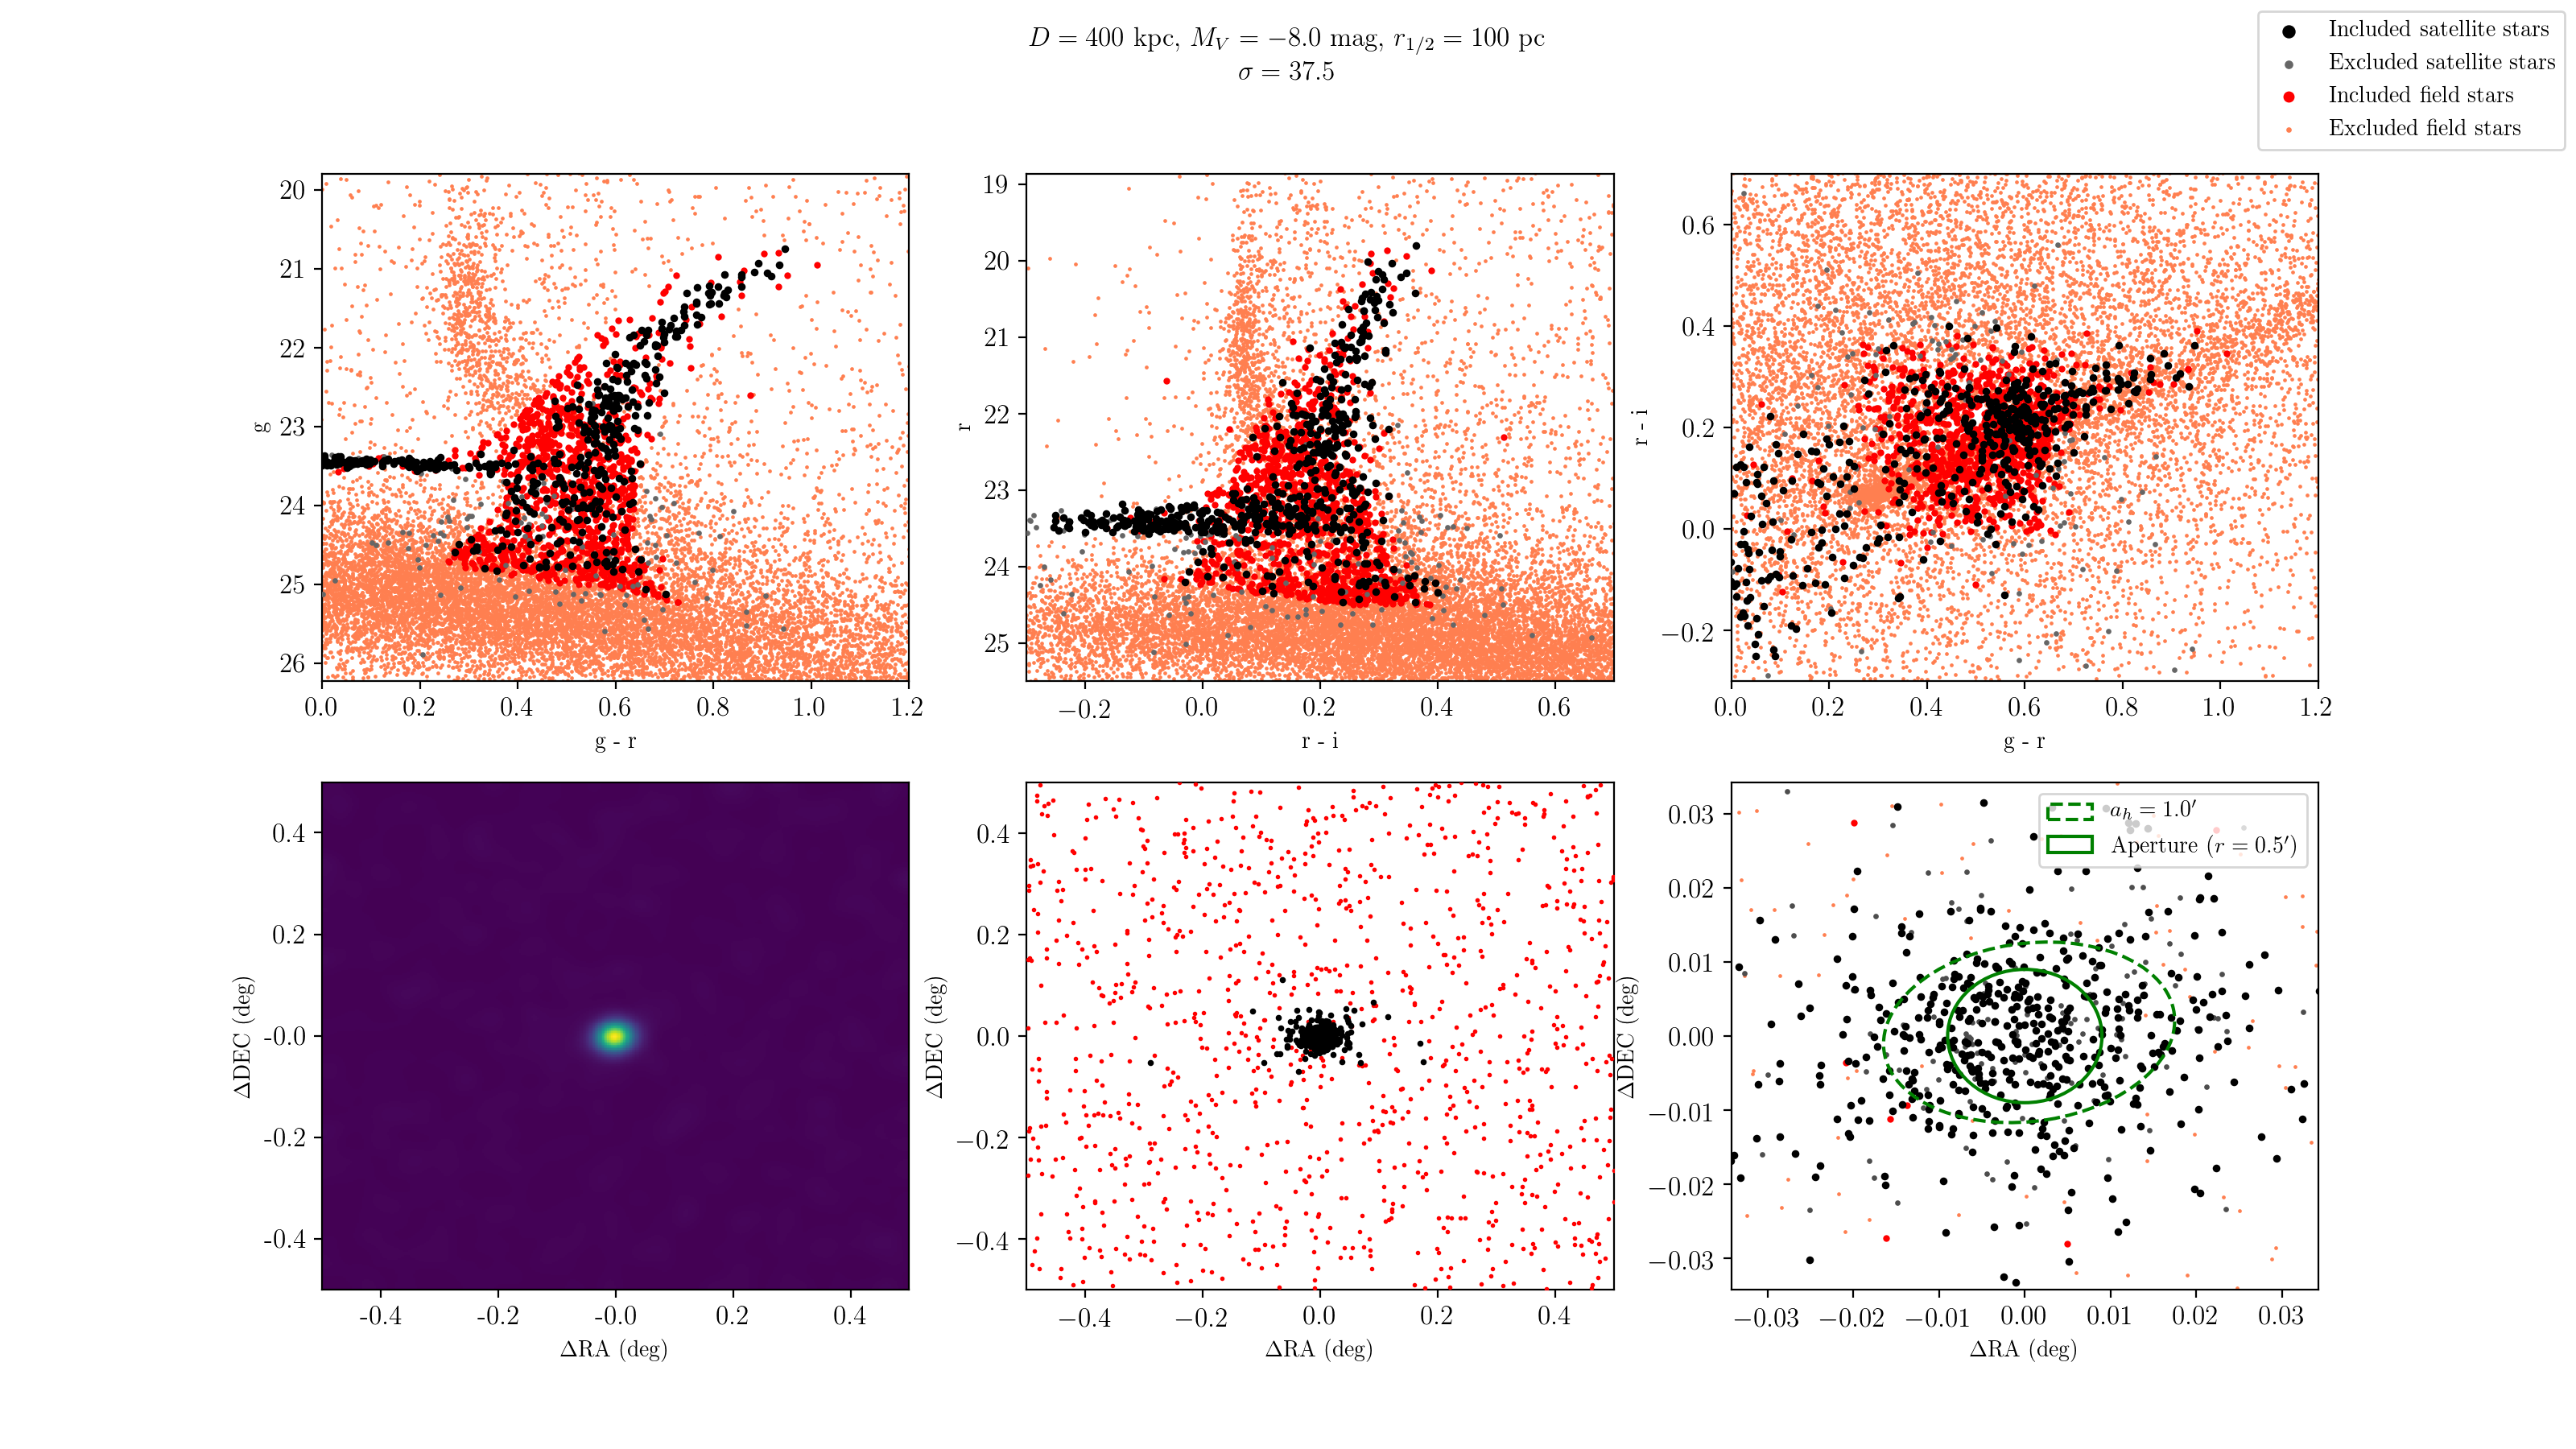 D = 400 kpc, M_V = −8.0 mag, r_{1/2} = 100 pc
σ = 37.5
Included satellite stars
Excluded satellite stars
Included field stars
Excluded field stars
20
21
22
23
24
25
26
g
0.0 0.2 0.4 0.6 0.8 1.0 1.2
g - r
19
20
21
22
23
24
25
r
−0.2 0.0 0.2 0.4 0.6
r - i
0.6
0.4
0.2
0.0
−0.2
r - i
0.0 0.2 0.4 0.6 0.8 1.0 1.2
g - r
0.4
0.2
-0.0
-0.2
-0.4
ΔDEC (deg)
-0.4 -0.2 -0.0 0.2 0.4
ΔRA (deg)
0.4
0.2
0.0
−0.2
−0.4
ΔDEC (deg)
−0.4 −0.2 0.0 0.2 0.4
ΔRA (deg)
a_h = 1.0′
Aperture (r = 0.5′)
0.03
0.02
0.01
0.00
−0.01
−0.02
−0.03
ΔDEC (deg)
−0.03 −0.02 −0.01 0.00 0.01 0.02 0.03
ΔRA (deg)